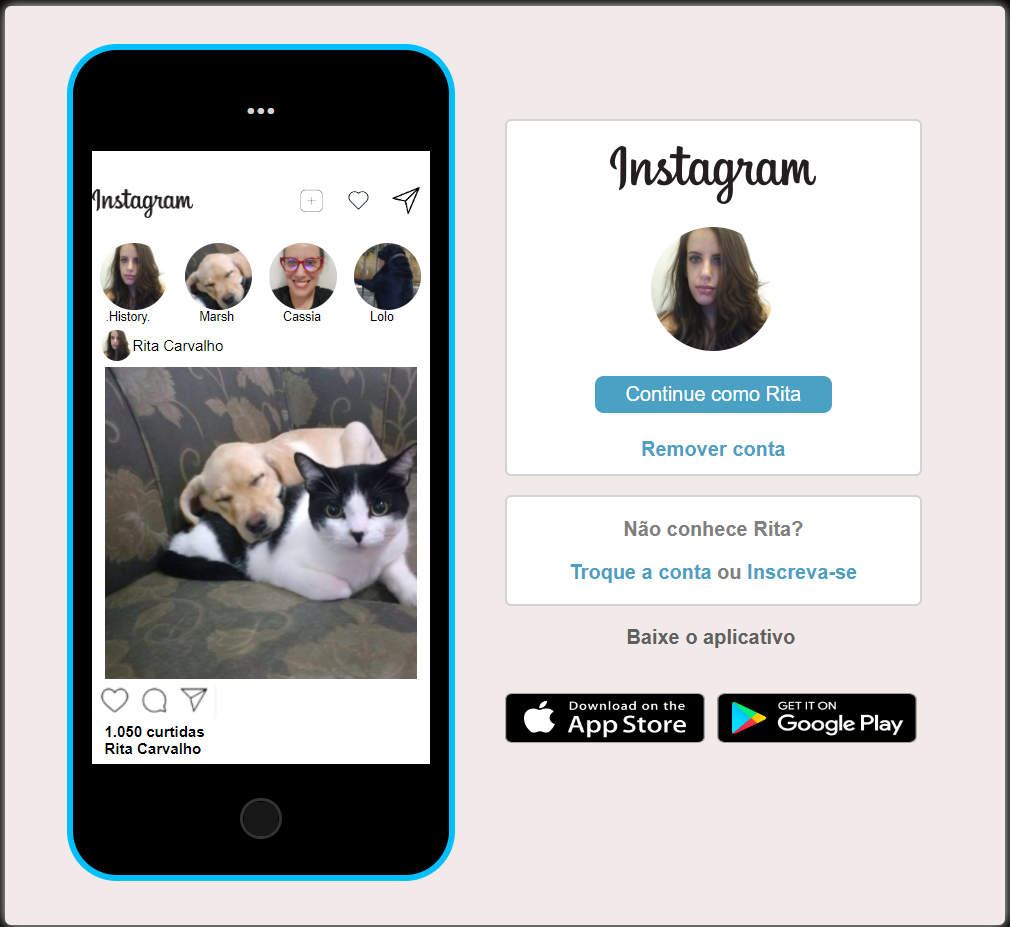 Instagram
.History.
Marsh
Cassia
Lolo
Rita Carvalho
1.050 curtidas
Rita Carvalho
Instagram
Continue como Rita
Remover conta
Não conhece Rita?
Troque a conta ou Inscreva-se
Baixe o aplicativo
Download on the
App Store
GET IT ON
Google Play